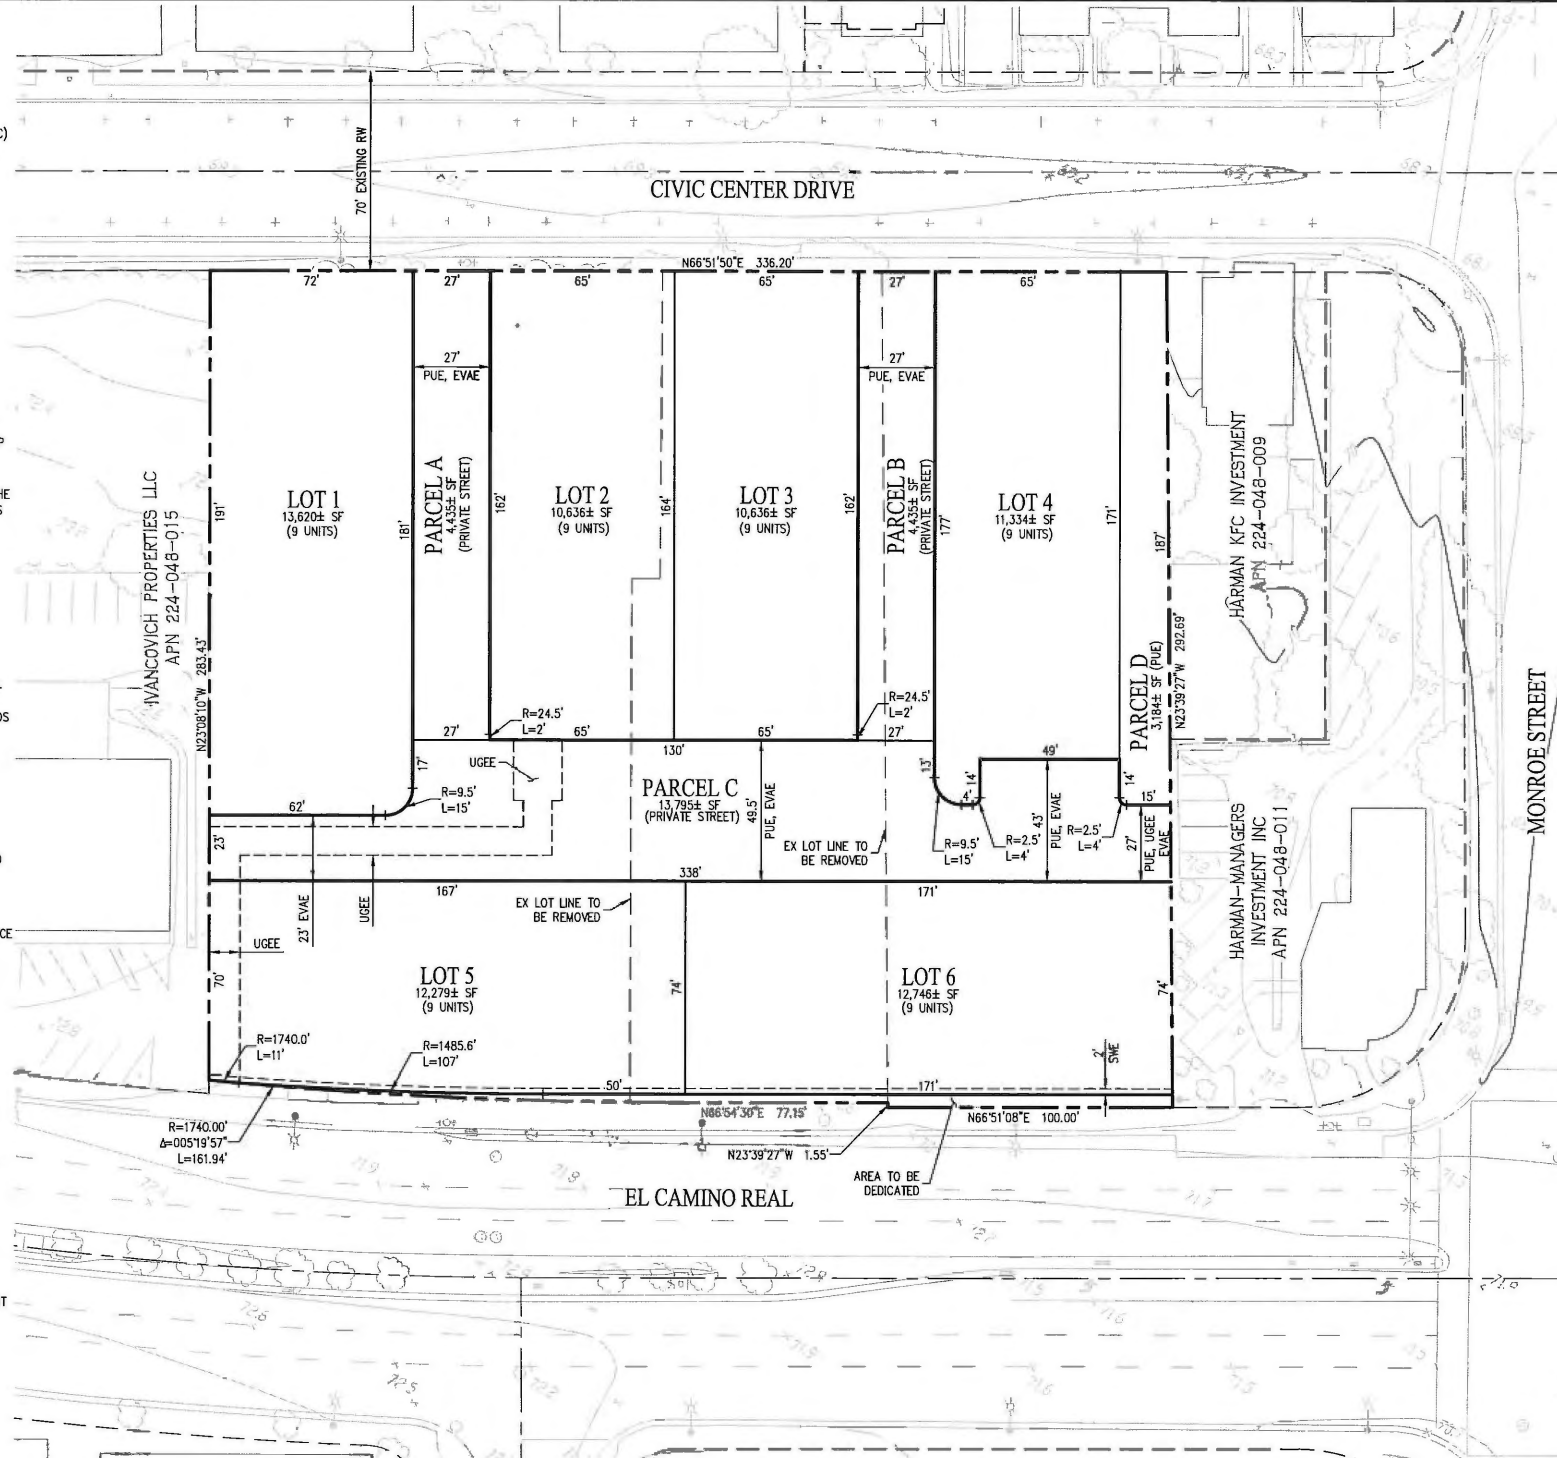 70' EXISTING RW
CIVIC CENTER DRIVE
N66°51'50"E 336.20'
72'
27'
65'
65'
27'
65'
27'
PUE, EVAE
27'
PUE, EVAE
IVANCOVICH PROPERTIES LLC
APN 224-048-015
N23°08'10"W 283.43'
191'
LOT 1
13,620± SF
(9 UNITS)
181'
PARCEL A
4,435± SF
(PRIVATE STREET)
162'
LOT 2
10,636± SF
(9 UNITS)
164'
LOT 3
10,636± SF
(9 UNITS)
162'
PARCEL B
4,435± SF
(PRIVATE STREET)
177'
LOT 4
11,334± SF
(9 UNITS)
171'
187'
PARCEL D
3,184± SF (PUE)
N23°39'27"W 292.69'
HARMAN KFC INVESTMENT
APN 224-048-009
MONROE STREET
HARMAN-MANAGERS
INVESTMENT INC
APN 224-048-011
R=24.5'
L=2'
27'
65'
130'
65'
R=24.5'
L=2'
27'
UGEE
17'
R=9.5'
L=15'
62'
23'
PARCEL C
13,795± SF
(PRIVATE STREET)
49.5'
PUE, EVAE
13'
4'
14'
49'
14'
15'
R=9.5'
L=15'
R=2.5'
L=4'
43'
PUE, EVAE
R=2.5'
L=4'
27'
PUE, UGEE
EVAE
EX LOT LINE TO
BE REMOVED
338'
167'
171'
23' EVAE
UGEE
EX LOT LINE TO
BE REMOVED
UGEE
70'
LOT 5
12,279± SF
(9 UNITS)
74'
LOT 6
12,746± SF
(9 UNITS)
74'
R=1740.0'
L=11'
R=1485.6'
L=107'
2'
SWE
50'
171'
N66°54'30"E 77.15'
N66°51'08"E 100.00'
R=1740.00'
Δ=005°19'57"
L=161.94'
N23°39'27"W 1.55'
AREA TO BE
DEDICATED
EL CAMINO REAL